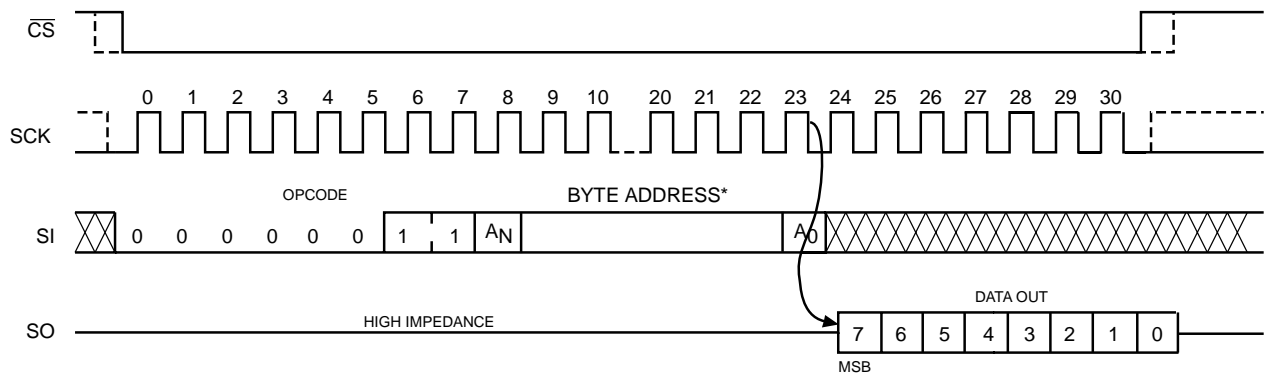 CS
0 1 2 3 4 5 6 7 8 9 10 20 21 22 23 24 25 26 27 28 29 30
SCK
OPCODE BYTE ADDRESS*
SI 0 0 0 0 0 0 1 1 AN A0
DATA OUT
SO HIGH IMPEDANCE 7 6 5 4 3 2 1 0
MSB